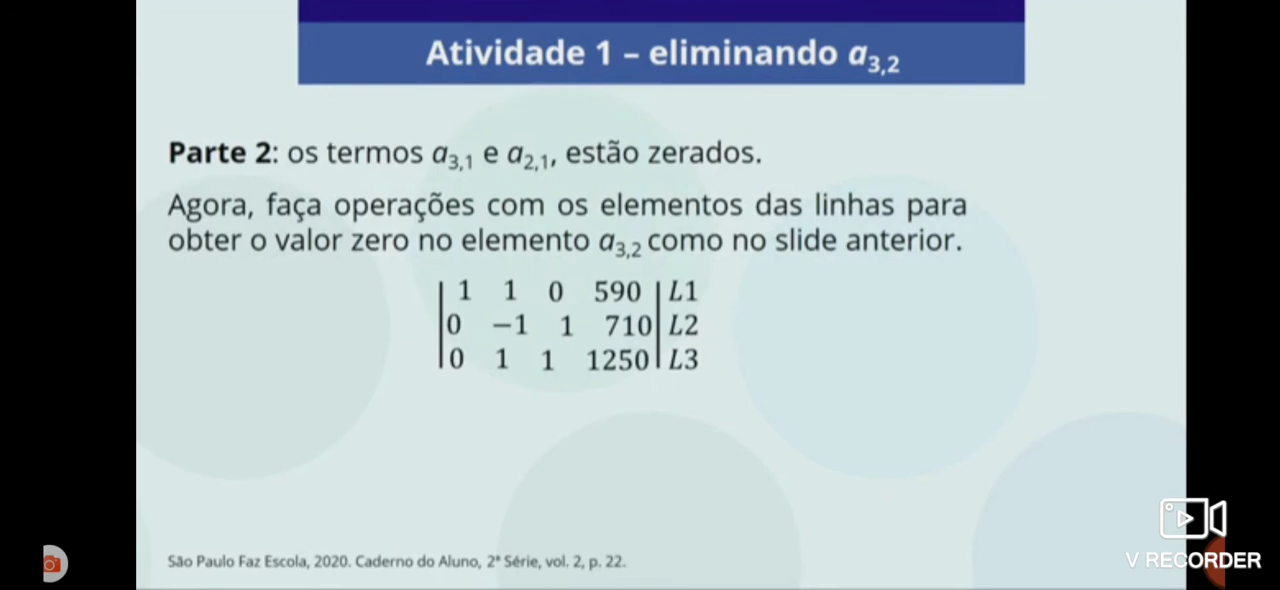 Atividade 1 – eliminando a3,2
Parte 2: os termos a3,1 e a2,1, estão zerados.
Agora, faça operações com os elementos das linhas para
obter o valor zero no elemento a3,2 como no slide anterior.
| 1 1 0 590 | L1
| 0 −1 1 710 | L2
| 0 1 1 1250 | L3
São Paulo Faz Escola, 2020. Caderno do Aluno, 2ª Série, vol. 2, p. 22.
V RECORDER